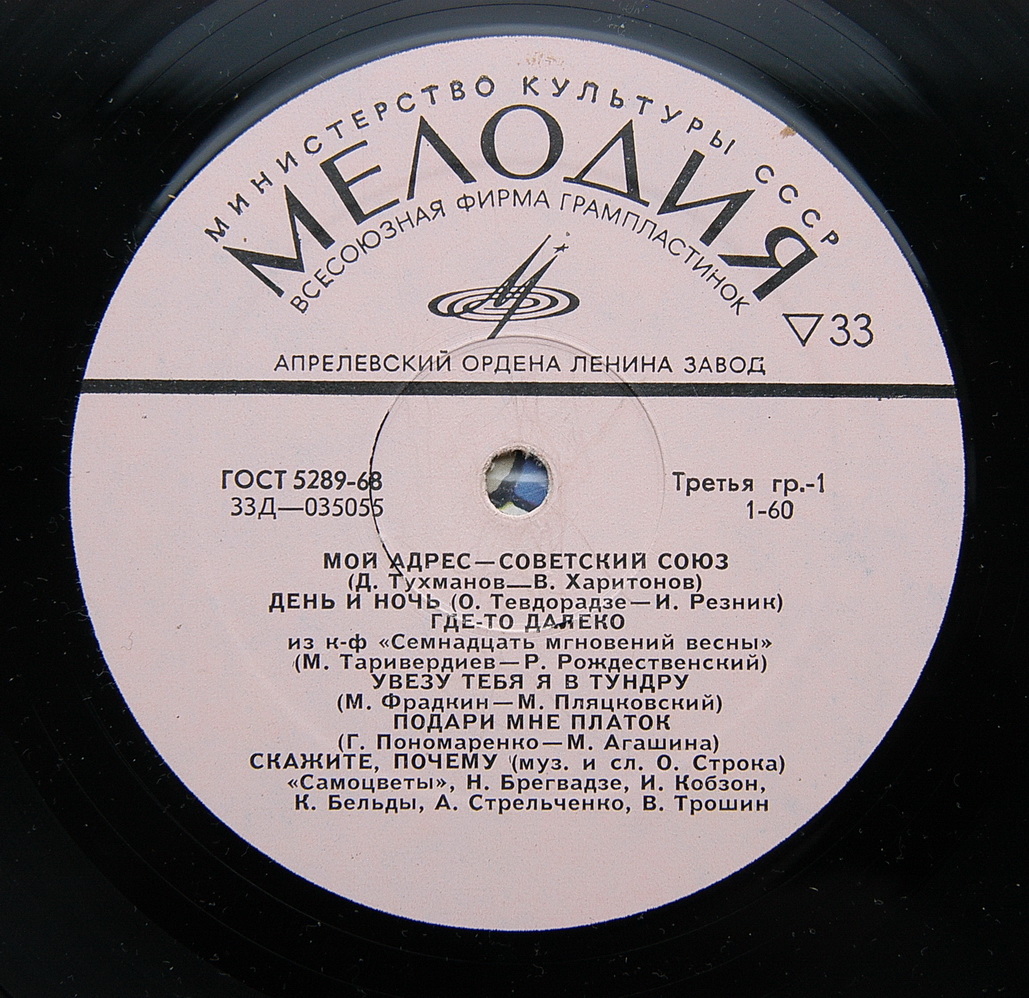 МИНИСТЕРСТВО КУЛЬТУРЫ СССР
МЕЛОДИЯ
ВСЕСОЮЗНАЯ ФИРМА ГРАМПЛАСТИНОК
▽33
АПРЕЛЕВСКИЙ ОРДЕНА ЛЕНИНА ЗАВОД
ГОСТ 5289-68
33Д—035055
Третья гр.-1
1-60
МОЙ АДРЕС—СОВЕТСКИЙ СОЮЗ
(Д. Тухманов—В. Харитонов)
ДЕНЬ И НОЧЬ (О. Тевдорадзе—И. Резник)
ГДЕ-ТО ДАЛЕКО
из к-ф «Семнадцать мгновений весны»
(М. Таривердиев—Р. Рождественский)
УВЕЗУ ТЕБЯ Я В ТУНДРУ
(М. Фрадкин—М. Пляцковский)
ПОДАРИ МНЕ ПЛАТОК
(Г. Пономаренко—М. Агашина)
СКАЖИТЕ, ПОЧЕМУ (муз. и сл. О. Строка)
«Самоцветы», Н. Брегвадзе, И. Кобзон,
К. Бельды, А. Стрельченко, В. Трошин